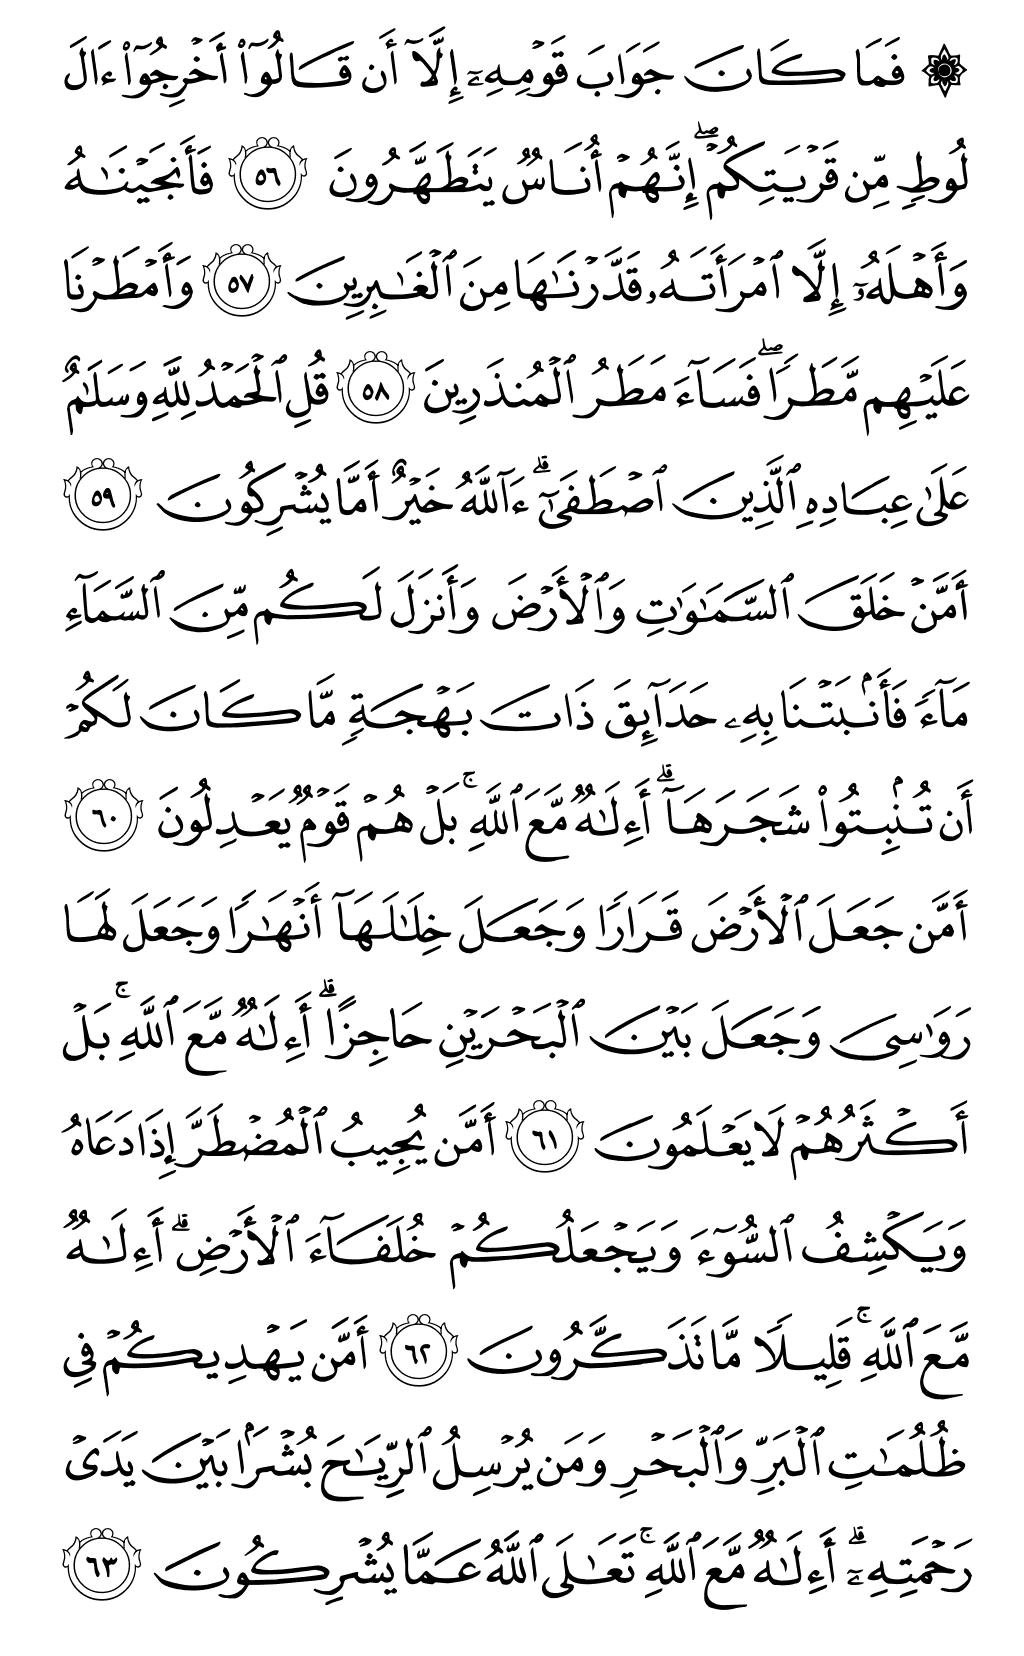 ۞ فَمَا كَانَ جَوَابَ قَوْمِهِۦٓ إِلَّآ أَن قَالُوٓا۟ أَخْرِجُوٓا۟ ءَالَ
لُوطٍ مِّن قَرْيَتِكُمْ ۖ إِنَّهُمْ أُنَاسٌ يَتَطَهَّرُونَ ٥٦ فَأَنجَيْنَـٰهُ
وَأَهْلَهُۥٓ إِلَّا ٱمْرَأَتَهُۥ قَدَّرْنَـٰهَا مِنَ ٱلْغَـٰبِرِينَ ٥٧ وَأَمْطَرْنَا
عَلَيْهِم مَّطَرًا ۖ فَسَآءَ مَطَرُ ٱلْمُنذَرِينَ ٥٨ قُلِ ٱلْحَمْدُ لِلَّهِ وَسَلَـٰمٌ
عَلَىٰ عِبَادِهِ ٱلَّذِينَ ٱصْطَفَىٰٓ ۗ ءَآللَّهُ خَيْرٌ أَمَّا يُشْرِكُونَ ٥٩
أَمَّنْ خَلَقَ ٱلسَّمَـٰوَٰتِ وَٱلْأَرْضَ وَأَنزَلَ لَكُم مِّنَ ٱلسَّمَآءِ
مَآءً فَأَنۢبَتْنَا بِهِۦ حَدَآئِقَ ذَاتَ بَهْجَةٍ مَّا كَانَ لَكُمْ
أَن تُنۢبِتُوا۟ شَجَرَهَآ ۗ أَءِلَـٰهٌ مَّعَ ٱللَّهِ ۚ بَلْ هُمْ قَوْمٌ يَعْدِلُونَ ٦٠
أَمَّن جَعَلَ ٱلْأَرْضَ قَرَارًا وَجَعَلَ خِلَـٰلَهَآ أَنْهَـٰرًا وَجَعَلَ لَهَا
رَوَٰسِىَ وَجَعَلَ بَيْنَ ٱلْبَحْرَيْنِ حَاجِزًا ۗ أَءِلَـٰهٌ مَّعَ ٱللَّهِ ۚ بَلْ
أَكْثَرُهُمْ لَا يَعْلَمُونَ ٦١ أَمَّن يُجِيبُ ٱلْمُضْطَرَّ إِذَا دَعَاهُ
وَيَكْشِفُ ٱلسُّوٓءَ وَيَجْعَلُكُمْ خُلَفَآءَ ٱلْأَرْضِ ۗ أَءِلَـٰهٌ
مَّعَ ٱللَّهِ ۚ قَلِيلًا مَّا تَذَكَّرُونَ ٦٢ أَمَّن يَهْدِيكُمْ فِى
ظُلُمَـٰتِ ٱلْبَرِّ وَٱلْبَحْرِ وَمَن يُرْسِلُ ٱلرِّيَـٰحَ بُشْرًۢا بَيْنَ يَدَىْ
رَحْمَتِهِۦٓ ۗ أَءِلَـٰهٌ مَّعَ ٱللَّهِ ۚ تَعَـٰلَى ٱللَّهُ عَمَّا يُشْرِكُونَ ٦٣